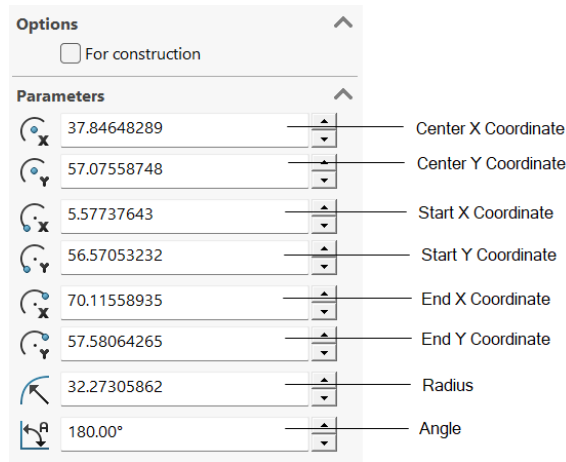 Options
For construction
Parameters
X 37.84648289 Center X Coordinate
Y 57.07558748 Center Y Coordinate
X 5.57737643 Start X Coordinate
Y 56.57053232 Start Y Coordinate
X 70.11558935 End X Coordinate
Y 57.58064265 End Y Coordinate
32.27305862 Radius
A 180.00° Angle